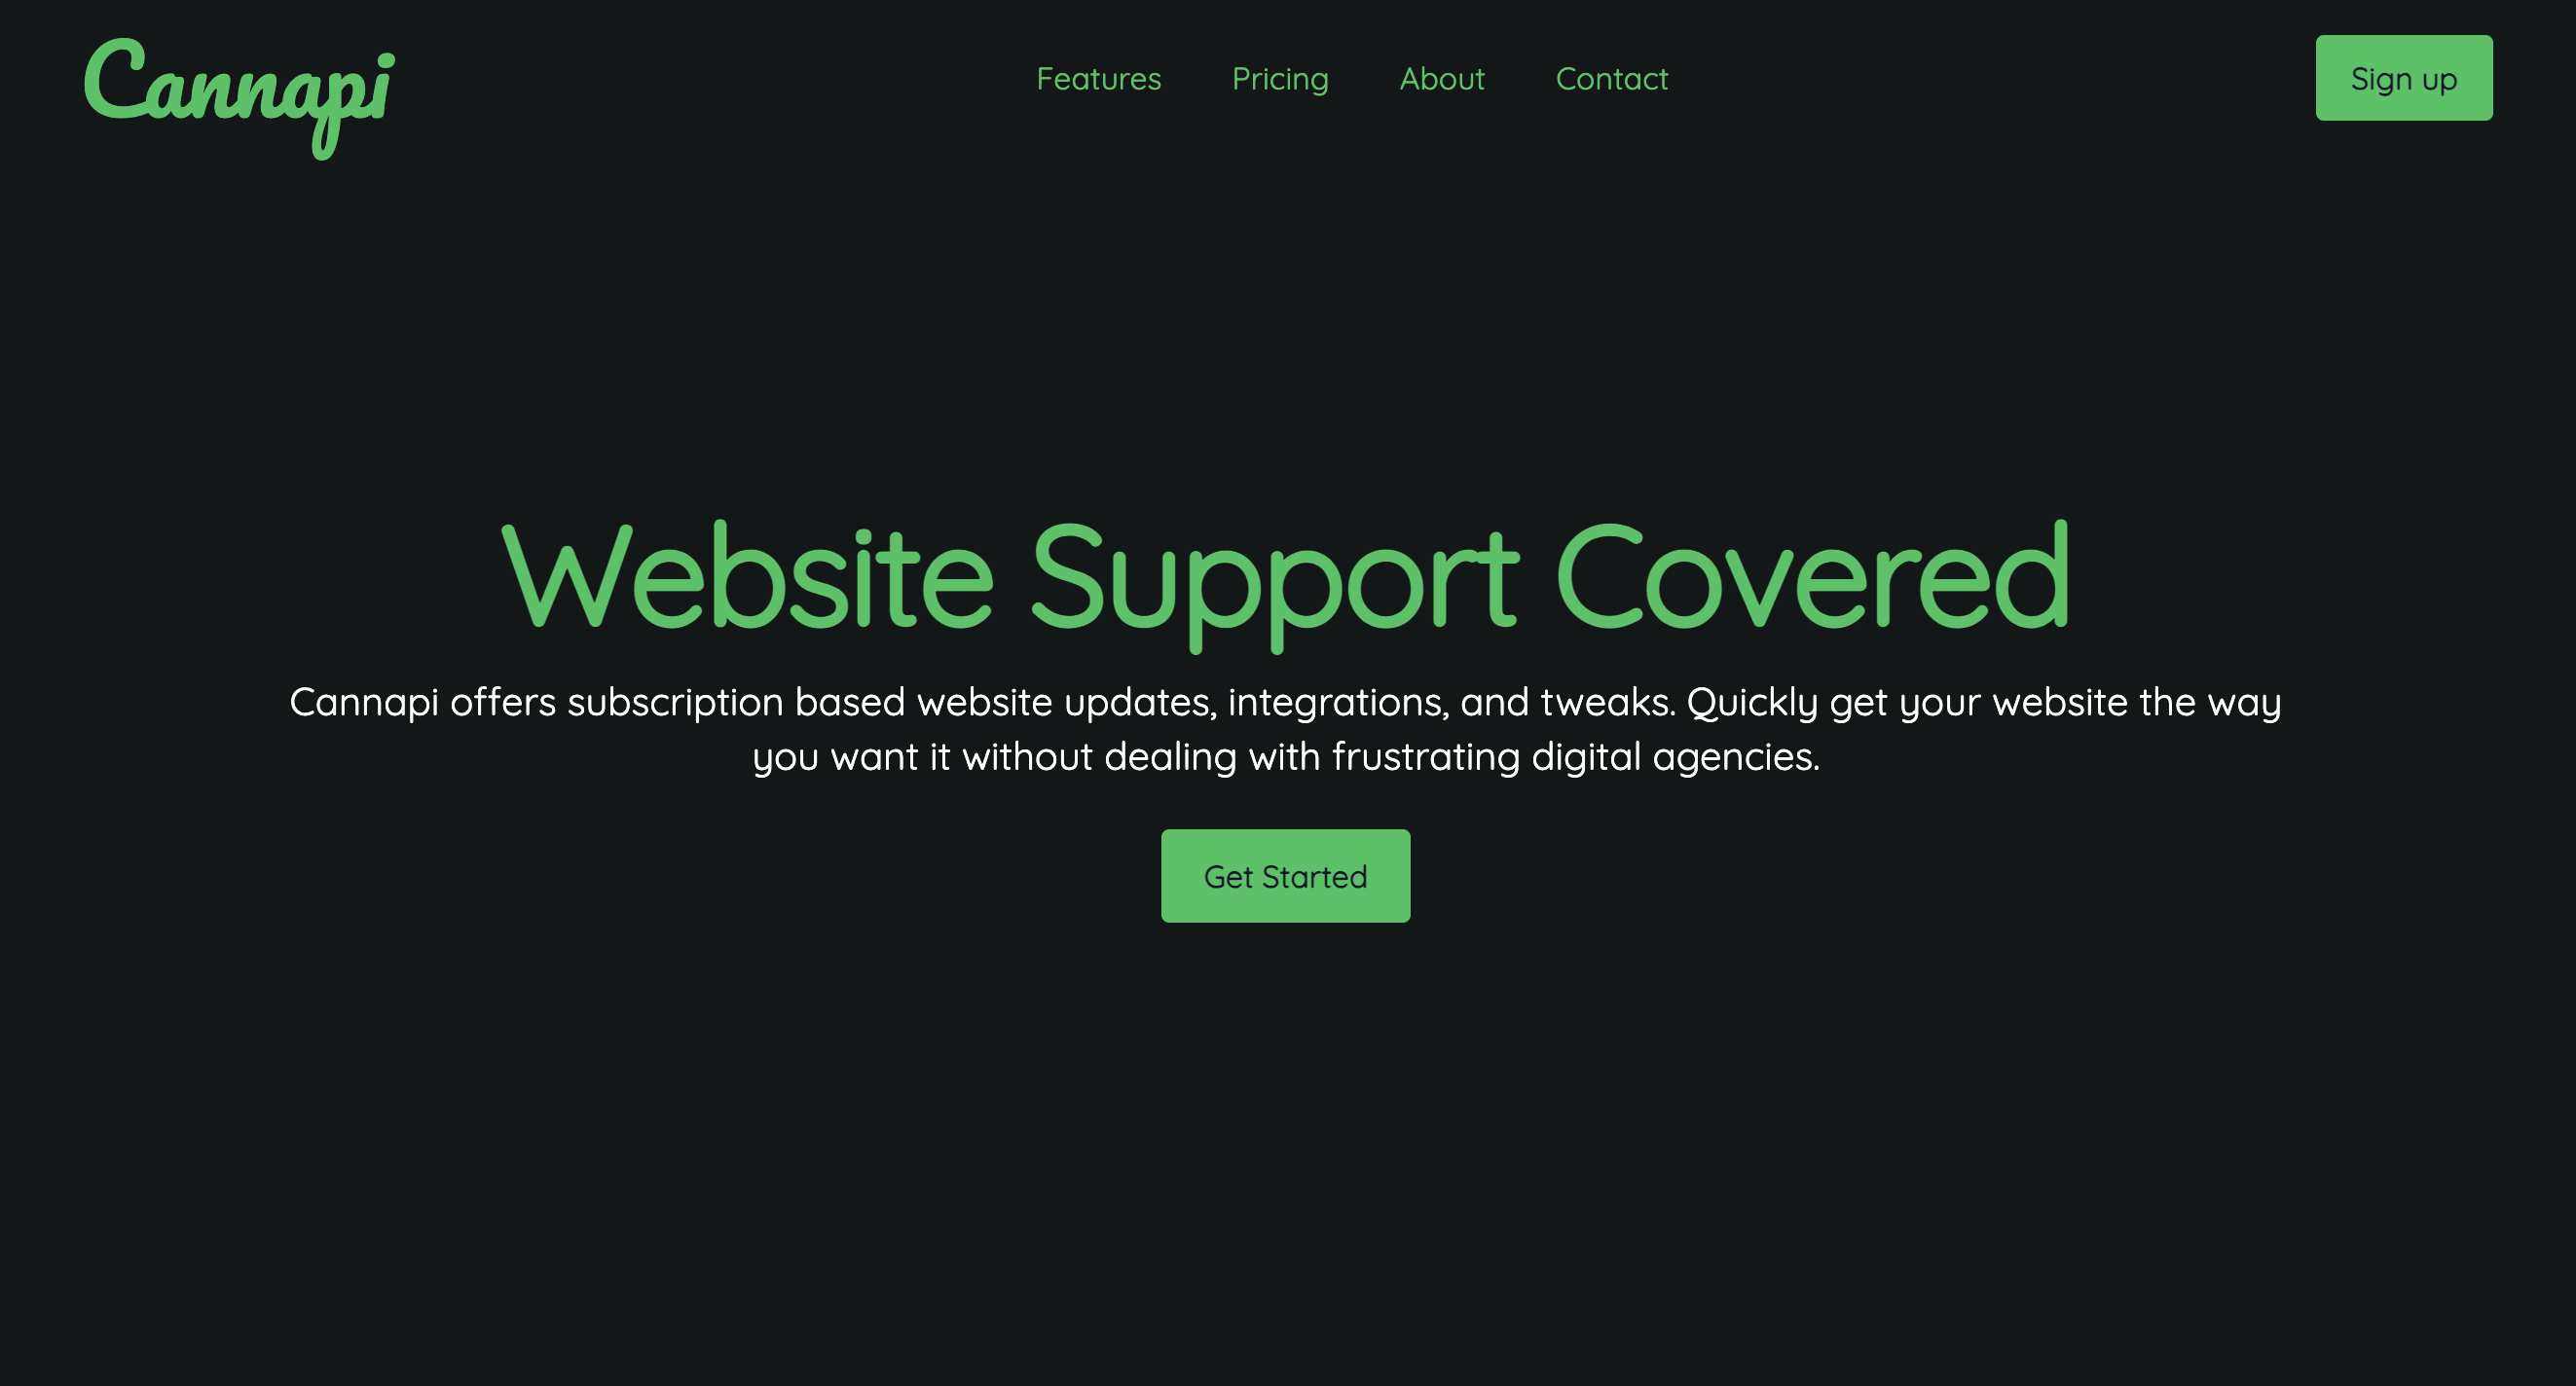 Cannapi
Features
Pricing
About
Contact
Sign up
Website Support Covered
Cannapi offers subscription based website updates, integrations, and tweaks. Quickly get your website the way
you want it without dealing with frustrating digital agencies.
Get Started